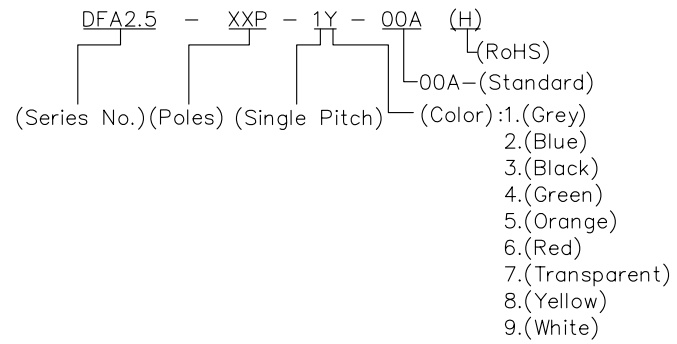 DFA2.5 - XXP - 1Y - 00A (H)
(RoHS)
00A-(Standard)
(Series No.) (Poles) (Single Pitch) (Color) :1.(Grey)
2.(Blue)
3.(Black)
4.(Green)
5.(Orange)
6.(Red)
7.(Transparent)
8.(Yellow)
9.(White)